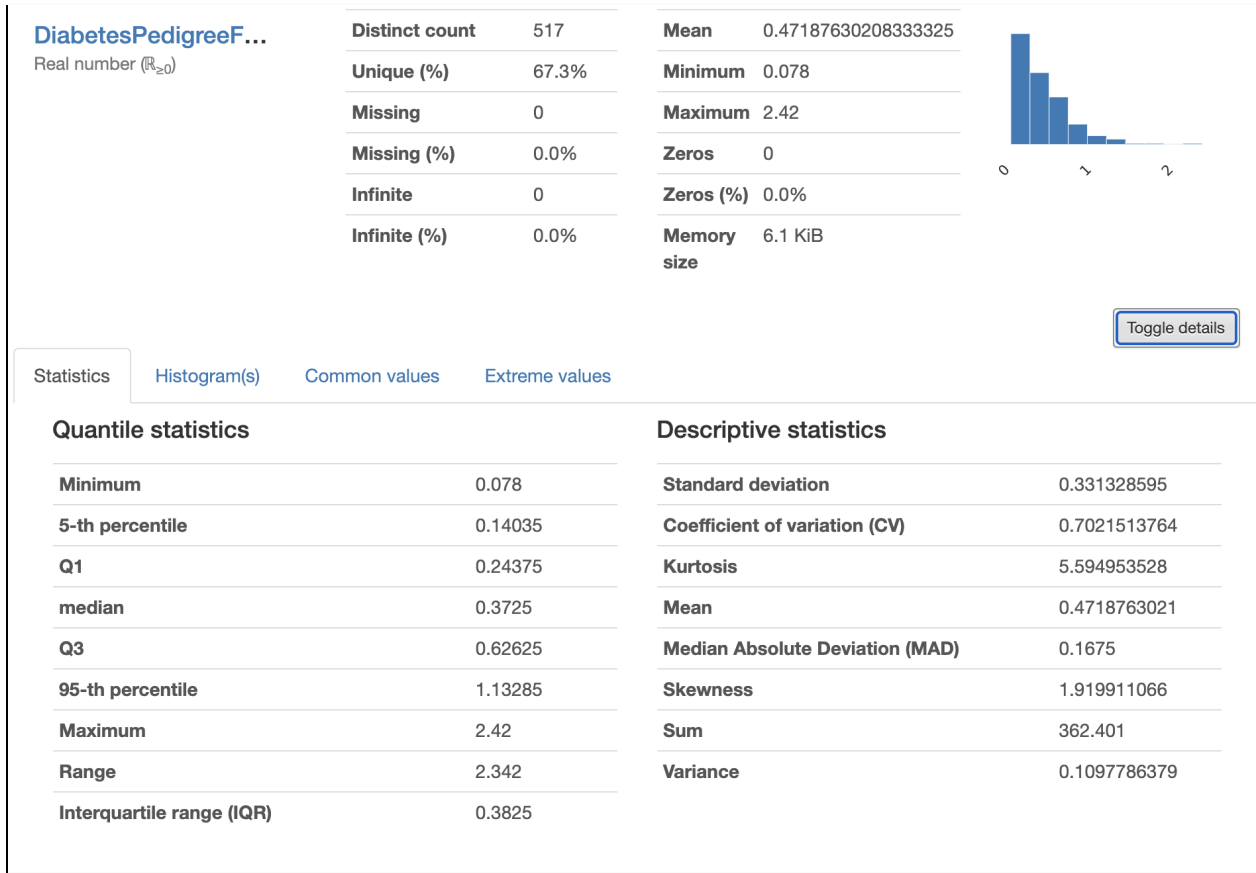 DiabetesPedigreeF...
Real number (ℝ≥0)
Distinct count 517
Unique (%) 67.3%
Missing 0
Missing (%) 0.0%
Infinite 0
Infinite (%) 0.0%
Mean 0.47187630208333325
Minimum 0.078
Maximum 2.42
Zeros 0
Zeros (%) 0.0%
Memory size 6.1 KiB
0 1 2
Toggle details
Statistics Histogram(s) Common values Extreme values
Quantile statistics
Minimum 0.078
5-th percentile 0.14035
Q1 0.24375
median 0.3725
Q3 0.62625
95-th percentile 1.13285
Maximum 2.42
Range 2.342
Interquartile range (IQR) 0.3825
Descriptive statistics
Standard deviation 0.331328595
Coefficient of variation (CV) 0.7021513764
Kurtosis 5.594953528
Mean 0.4718763021
Median Absolute Deviation (MAD) 0.1675
Skewness 1.919911066
Sum 362.401
Variance 0.1097786379